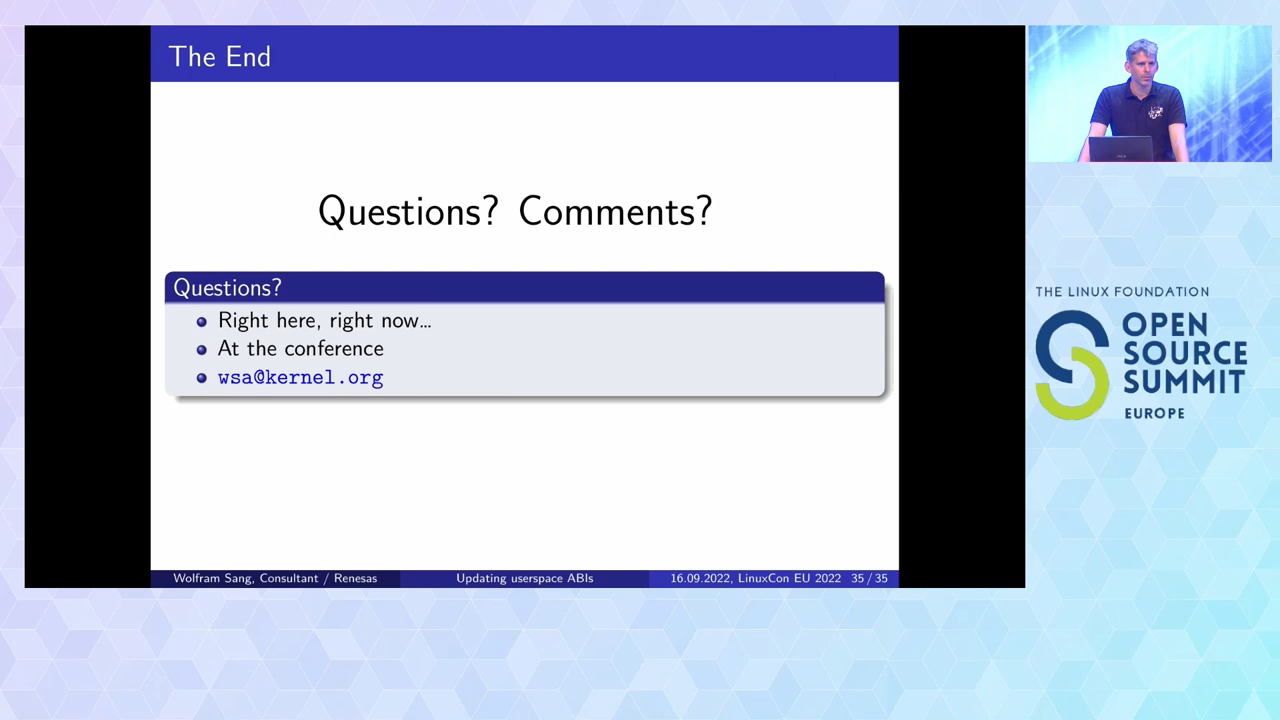 The End
Questions? Comments?
Questions?
Right here, right now...
At the conference
wsa@kernel.org
Wolfram Sang, Consultant / Renesas
Updating userspace ABIs
16.09.2022, LinuxCon EU 2022 35 / 35
THE LINUX FOUNDATION
OPEN
SOURCE
SUMMIT
EUROPE